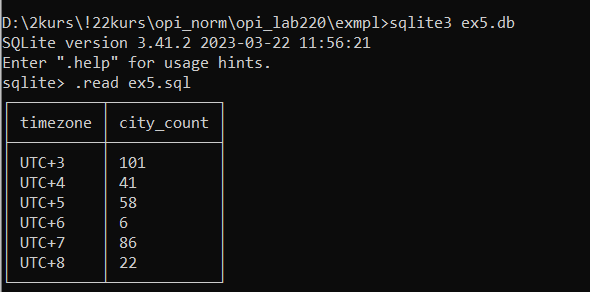 D:\2kurs\!22kurs\opi_norm\opi_lab220\exmpl>sqlite3 ex5.db
SQLite version 3.41.2 2023-03-22 11:56:21
Enter ".help" for usage hints.
sqlite> .read ex5.sql
timezone city_count
UTC+3 101
UTC+4 41
UTC+5 58
UTC+6 6
UTC+7 86
UTC+8 22